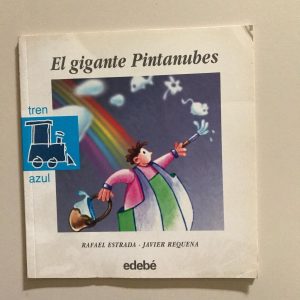 El gigante Pintanubes
tren
azul
RAFAEL ESTRADA - JAVIER REQUENA
edebé